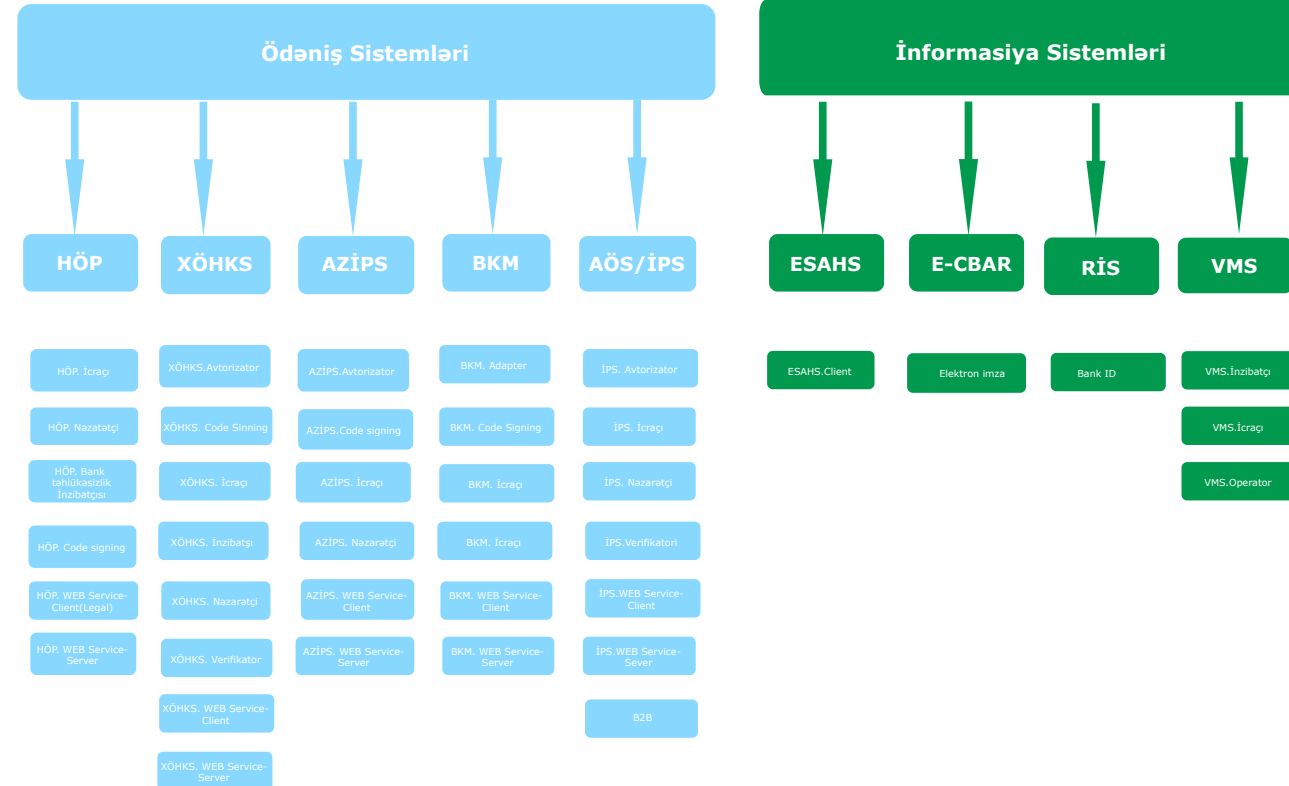 Ödəniş Sistemləri
HÖP
XÖHKS
AZİPS
BKM
AÖS/İPS
HÖP. İcraçı
HÖP. Nəzatətçi
HÖP. Bank
təhlükəsizlik
İnzibatçısı
HÖP. Code signing
HÖP. WEB Service-
Client(Legal)
HÖP. WEB Service-
Server
XÖHKS.Avtorizator
XÖHKS. Code Sinning
XÖHKS. İcraçı
XÖHKS. İnzibatşı
XÖHKS. Nəzarətçi
XÖHKS. Verifikator
XÖHKS. WEB Service-
Client
XÖHKS. WEB Service-
Server
AZİPS.Avtorizator
AZİPS.Code signing
AZİPS. İcraçı
AZİPS. Nəzarətçi
AZİPS. WEB Service-
Client
AZİPS. WEB Service-
Server
BKM. Adapter
BKM. Code Signing
BKM. İcraçı
BKM. İcraçı
BKM. WEB Service-
Client
BKM. WEB Service-
Server
İPS. Avtorizator
İPS. İcraçı
İPS. Nəzarətçi
İPS.Verifikatori
İPS.WEB Service-
Client
İPS.WEB Service-
Sever
B2B
İnformasiya Sistemləri
ESAHS
E-CBAR
RİS
VMS
ESAHS.Client
Elektron imza
Bank ID
VMS.İnzibatçı
VMS.İcraçı
VMS.Operator